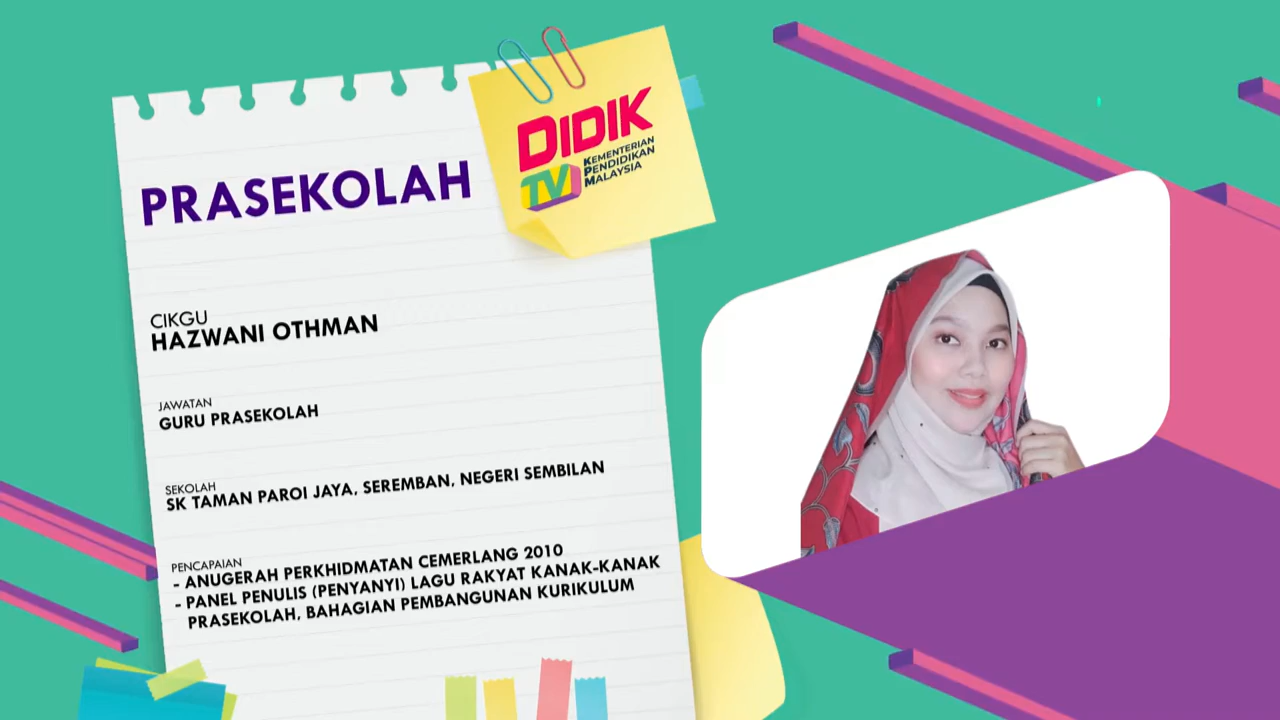 PRASEKOLAH
DIDIK
TV
KEMENTERIAN
PENDIDIKAN
MALAYSIA
CIKGU
HAZWANI OTHMAN
JAWATAN
GURU PRASEKOLAH
SEKOLAH
SK TAMAN PAROI JAYA, SEREMBAN, NEGERI SEMBILAN
PENCAPAIAN
- ANUGERAH PERKHIDMATAN CEMERLANG 2010
- PANEL PENULIS (PENYANYI) LAGU RAKYAT KANAK-KANAK
PRASEKOLAH, BAHAGIAN PEMBANGUNAN KURIKULUM